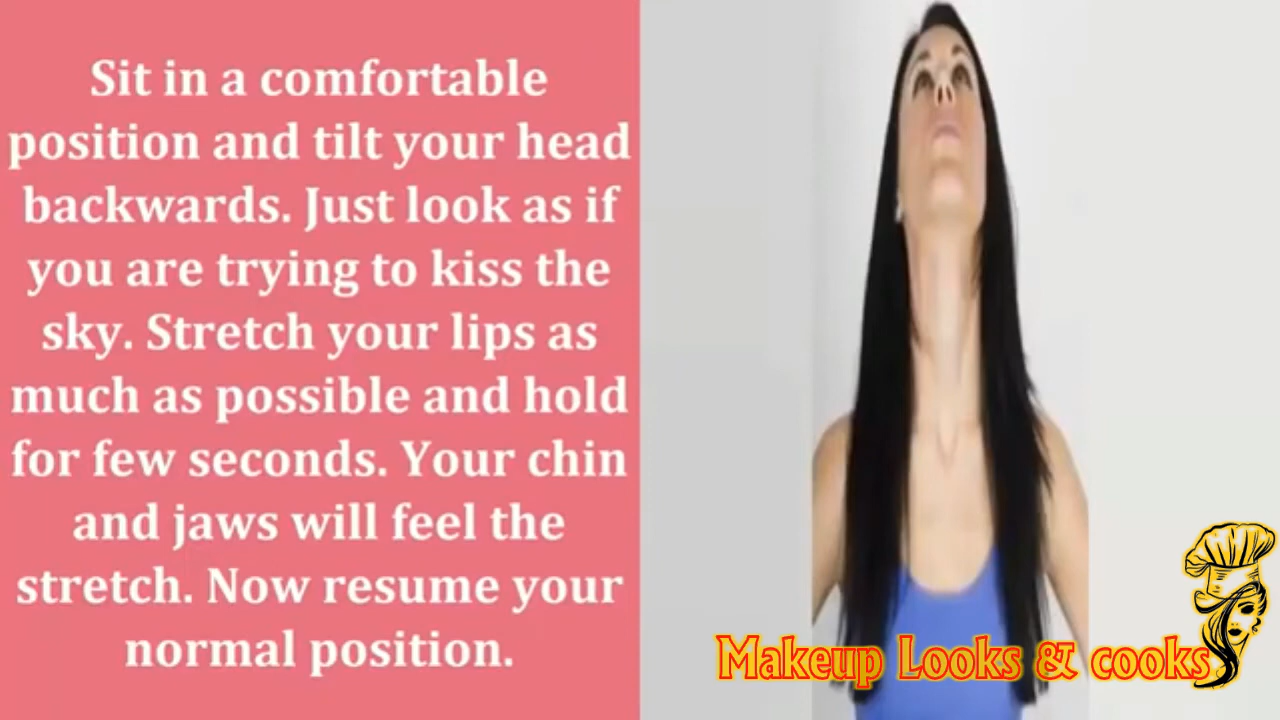 Sit in a comfortable
position and tilt your head
backwards. Just look as if
you are trying to kiss the
sky. Stretch your lips as
much as possible and hold
for few seconds. Your chin
and jaws will feel the
stretch. Now resume your
normal position.
Makeup Looks & cooks